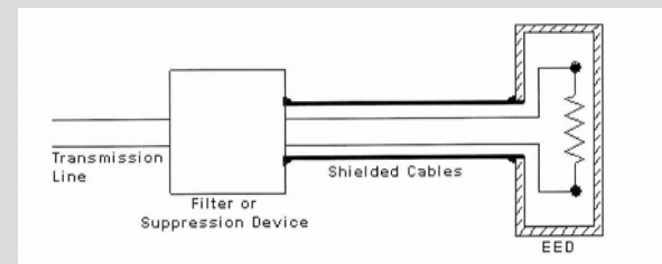 Transmission
Line
Filter or
Suppression Device
Shielded Cables
EED